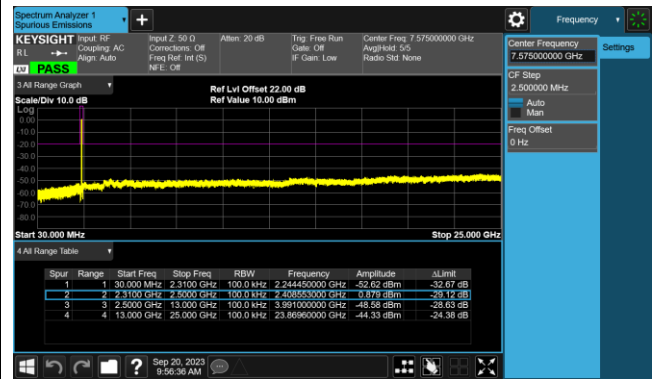 Spectrum Analyzer 1
Spurious Emissions
+
Frequency
KEYSIGHT
RL
LXI PASS
Input: RF
Coupling: AC
Align: Auto
Input Z: 50 Ω
Corrections: Off
Freq Ref: Int (S)
NFE: Off
Atten: 20 dB
Trig: Free Run
Gate: Off
IF Gain: Low
Center Freq: 7.575000000 GHz
Avg|Hold: 5/5
Radio Std: None
Center Frequency
7.575000000 GHz
Settings
CF Step
2.500000 MHz
Auto
Man
Freq Offset
0 Hz
3 All Range Graph
Scale/Div 10.0 dB
Ref Lvl Offset 22.00 dB
Ref Value 10.00 dBm
Log
0.00
-10.0
-20.0
-30.0
-40.0
-50.0
-60.0
-70.0
-80.0
Start 30.000 MHz Stop 25.000 GHz
4 All Range Table
Spur Range Start Freq Stop Freq RBW Frequency Amplitude ΔLimit
1 1 30.000 MHz 2.3100 GHz 100.0 kHz 2.244450000 GHz -52.62 dBm -32.67 dB
2 2 2.3100 GHz 2.5000 GHz 100.0 kHz 2.408553000 GHz 0.879 dBm -29.12 dB
3 3 2.5000 GHz 13.000 GHz 100.0 kHz 3.991000000 GHz -48.58 dBm -28.63 dB
4 4 13.000 GHz 25.000 GHz 100.0 kHz 23.86960000 GHz -44.33 dBm -24.38 dB
?
Sep 20, 2023
9:56:36 AM